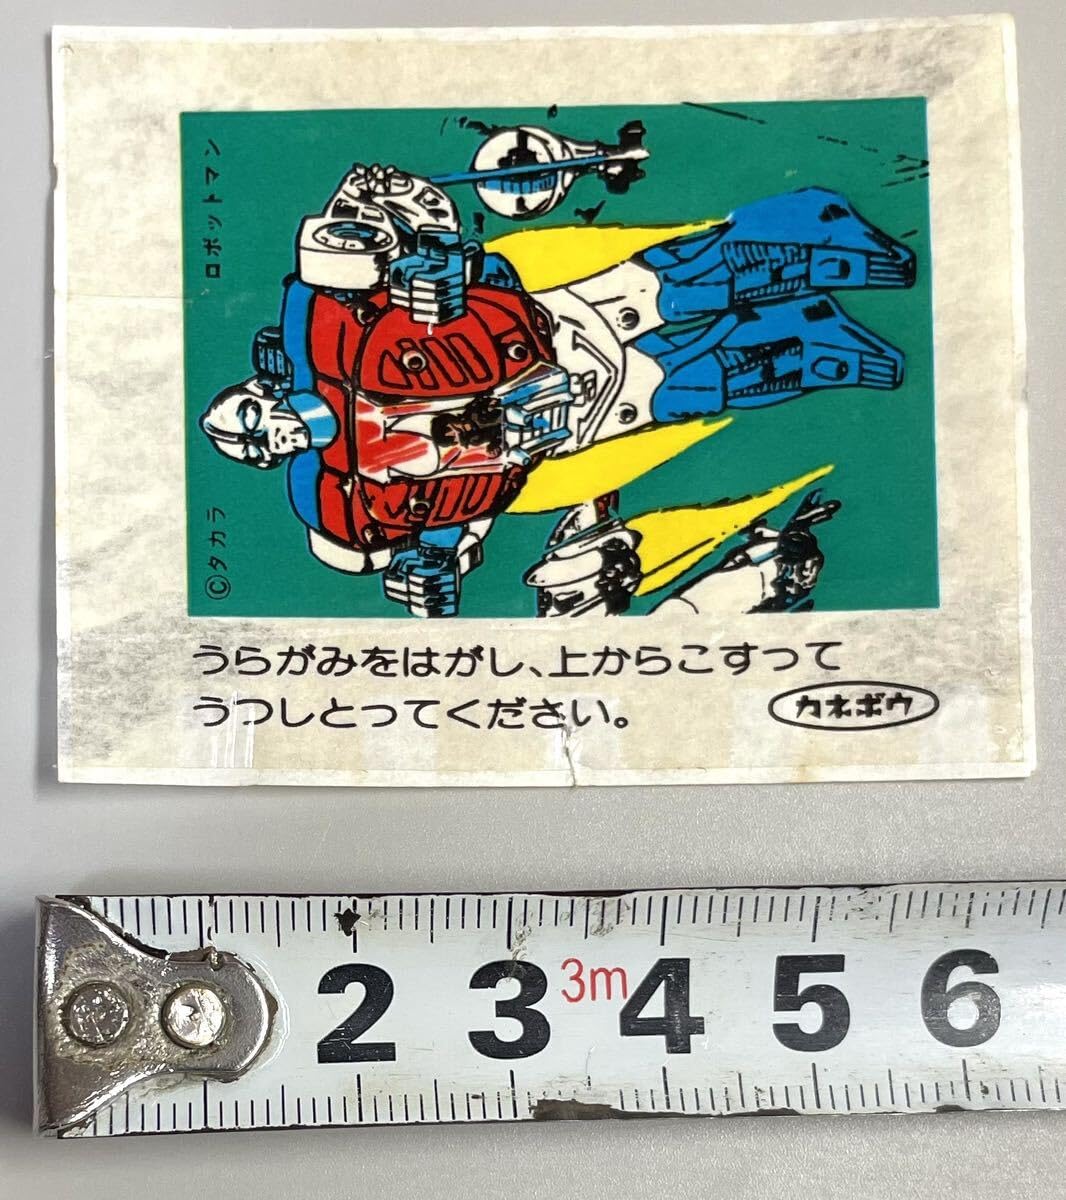 ロボットマン
©タカラ
うらがみをはがし、上からこすって
うつしとってください。
カネボウ
2 3 3m 4 5 6